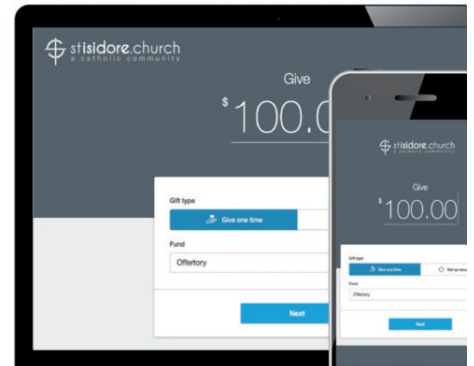 stisidore.church
a catholic community
Give
$100.0
Gift type
Give one time
Fund
Offertory
Next
stisidore.church
a catholic community
Give
$100.00
Gift type
Give one time
Fund
Offertory
Next